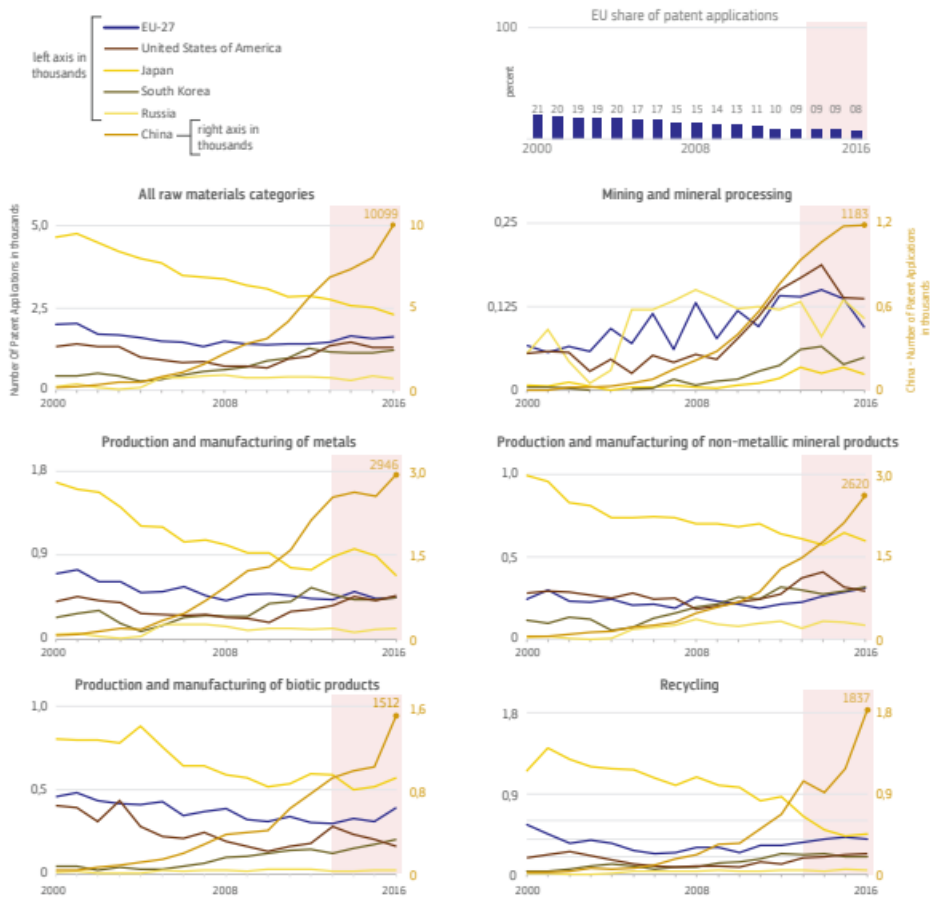 EU-27
United States of America
Japan
South Korea
Russia
China
left axis in
thousands
right axis in
thousands
EU share of patent applications
100
percent
21 20 19 19 20 17 17 15 15 14 13 11 10 09 09 09 08
2000 2008 2016
All raw materials categories
Number Of Patent Applications in thousands
10099
5,0 10
2,5 5
0 0
2000 2008 2016
Mining and mineral processing
1183
0,25 1,2
0,125 0,6
0 0
2000 2008 2016
China - Number of Patent Applications
in thousands
Production and manufacturing of metals
2946
1,8 3,0
0,9 1,5
0 0
2000 2008 2016
Production and manufacturing of non-metallic mineral products
2620
1,0 3,0
0,5 1,5
0 0
2000 2008 2016
Production and manufacturing of biotic products
1512
1,0 1,6
0,5 0,8
0 0
2000 2008 2016
Recycling
1837
1,8 1,8
0,9 0,9
0 0
2000 2008 2016